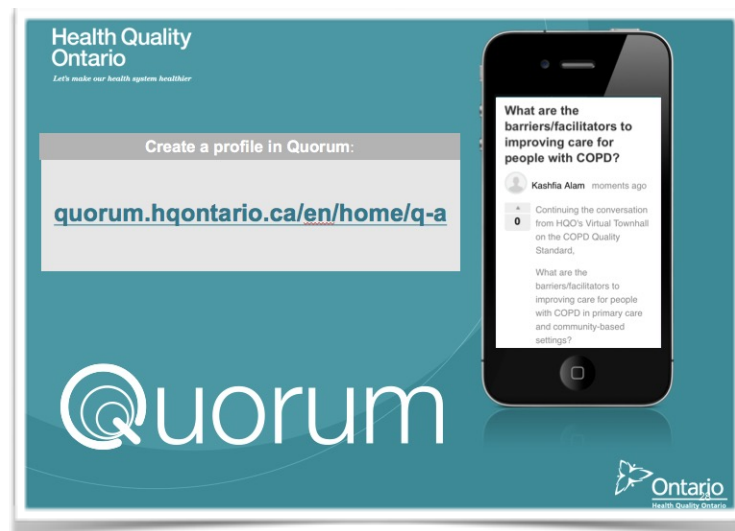 Health Quality
Ontario
Let's make our health system healthier
Create a profile in Quorum:
quorum.hqontario.ca/en/home/q-a
What are the
barriers/facilitators to
improving care for
people with COPD?
Kashfia Alam moments ago
0
Continuing the conversation
from HQO's Virtual Townhall
on the COPD Quality
Standard,
What are the
barriers/facilitators to
improving care for people
with COPD in primary care
and community-based
settings?
Quorum
Ontario
Health Quality Ontario